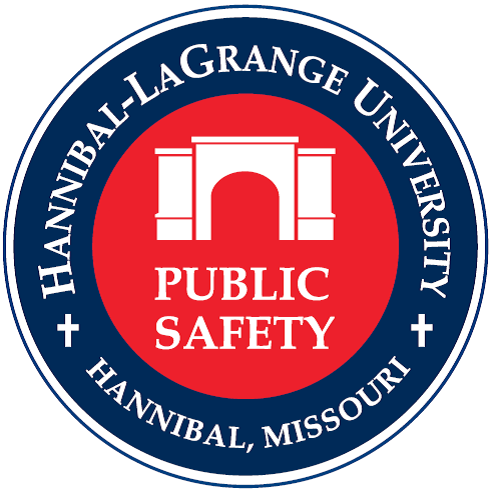 HANNIBAL-LAGRANGE UNIVERSITY
PUBLIC
SAFETY
HANNIBAL, MISSOURI